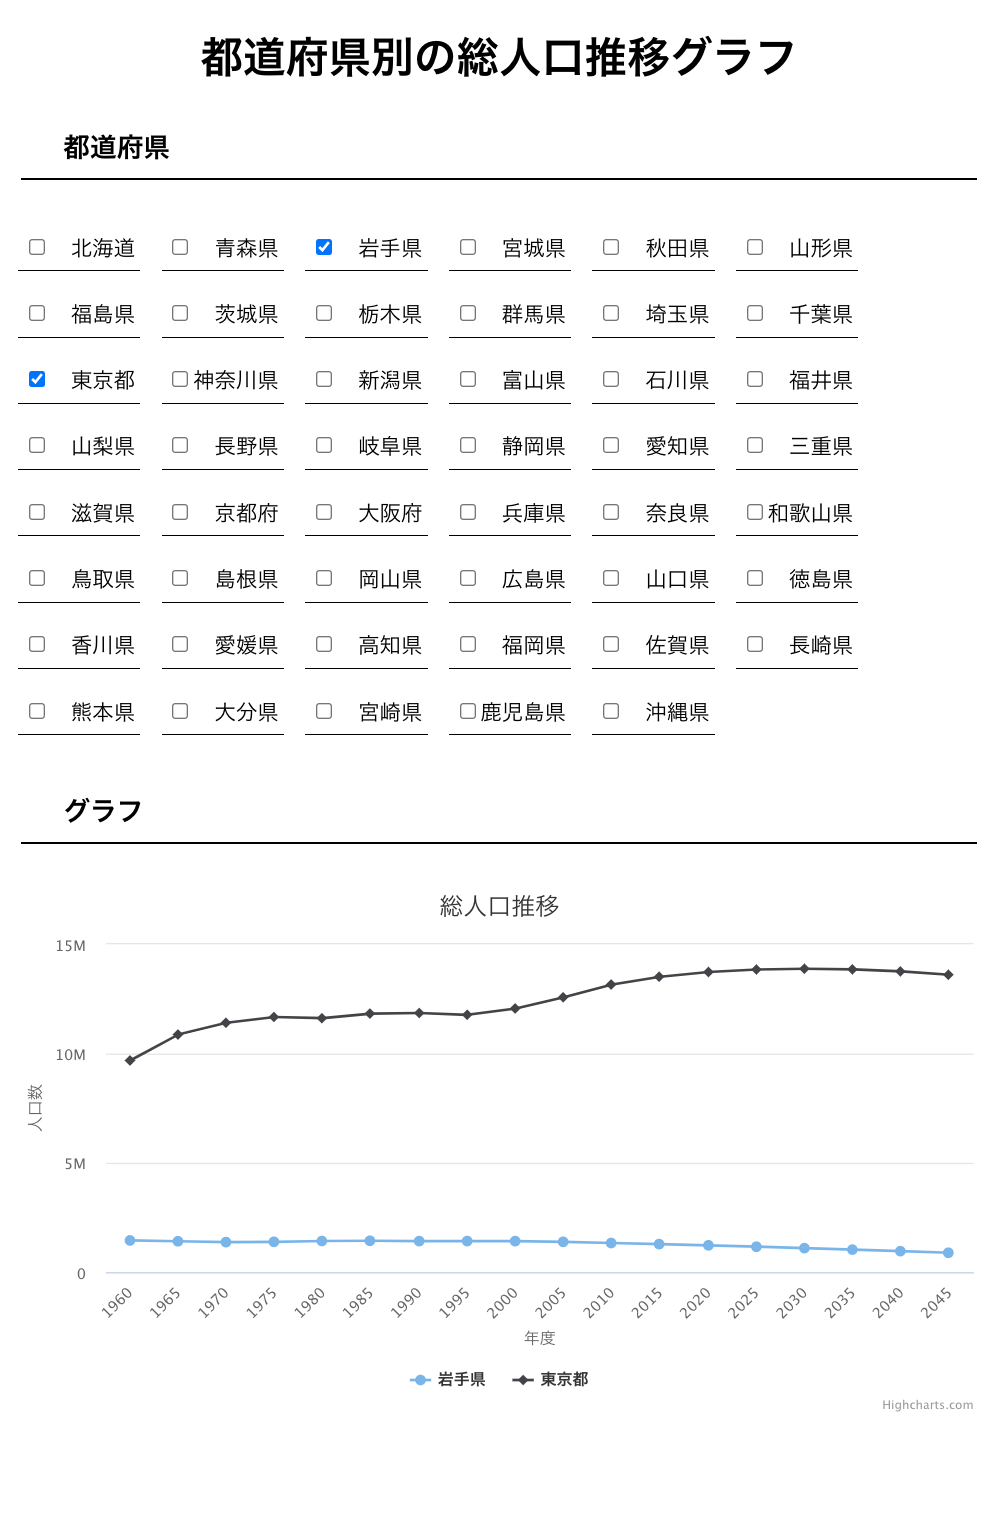 都道府県別の総人口推移グラフ
都道府県
北海道 青森県 岩手県 宮城県 秋田県 山形県
福島県 茨城県 栃木県 群馬県 埼玉県 千葉県
東京都 神奈川県 新潟県 富山県 石川県 福井県
山梨県 長野県 岐阜県 静岡県 愛知県 三重県
滋賀県 京都府 大阪府 兵庫県 奈良県 和歌山県
鳥取県 島根県 岡山県 広島県 山口県 徳島県
香川県 愛媛県 高知県 福岡県 佐賀県 長崎県
熊本県 大分県 宮崎県 鹿児島県 沖縄県
グラフ
総人口推移
15M
10M
人口数
5M
0
1960 1965 1970 1975 1980 1985 1990 1995 2000 2005 2010 2015 2020 2025 2030 2035 2040 2045
年度
岩手県 東京都
Highcharts.com